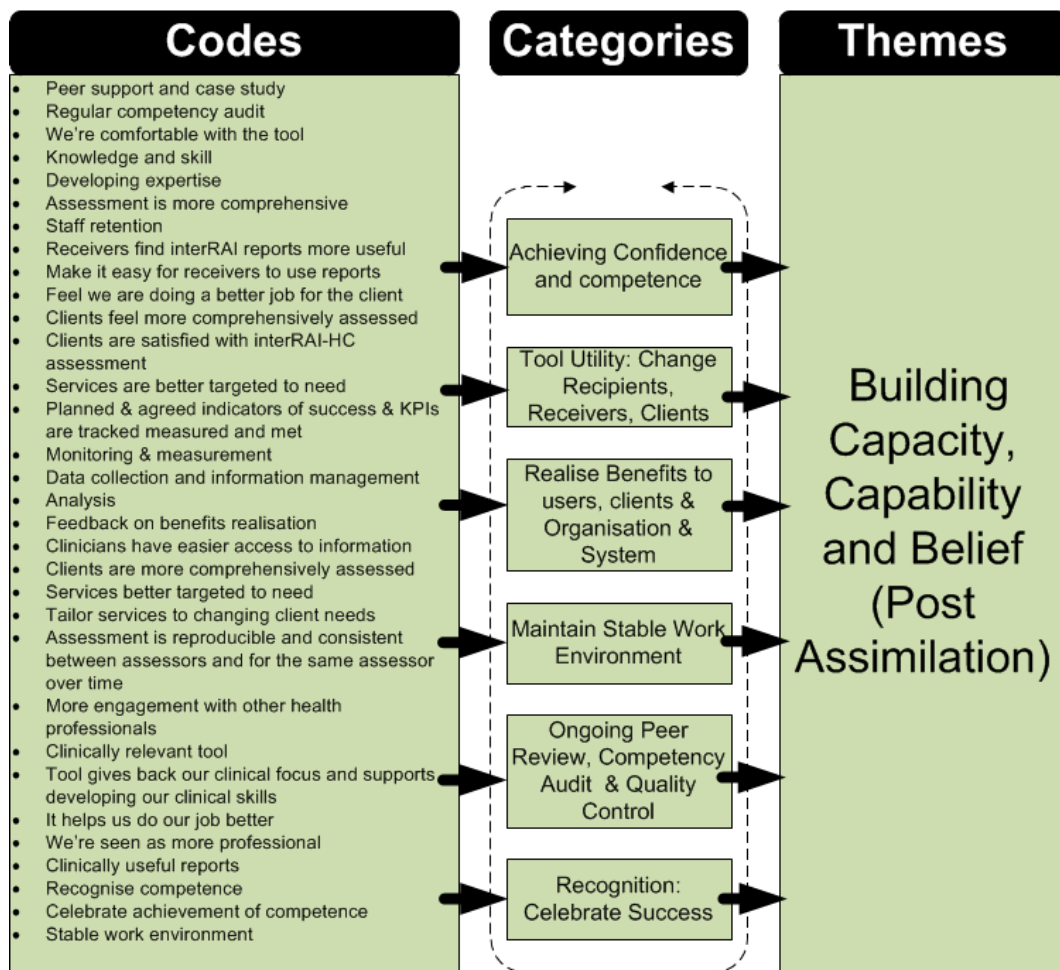 Codes
• Peer support and case study
• Regular competency audit
• We're comfortable with the tool
• Knowledge and skill
• Developing expertise
• Assessment is more comprehensive
• Staff retention
• Receivers find interRAI reports more useful
• Make it easy for receivers to use reports
• Feel we are doing a better job for the client
• Clients feel more comprehensively assessed
• Clients are satisfied with interRAI-HC
assessment
• Services are better targeted to need
• Planned & agreed indicators of success & KPIs
are tracked measured and met
• Monitoring & measurement
• Data collection and information management
• Analysis
• Feedback on benefits realisation
• Clinicians have easier access to information
• Clients are more comprehensively assessed
• Services better targeted to need
• Tailor services to changing client needs
• Assessment is reproducible and consistent
between assessors and for the same assessor
over time
• More engagement with other health
professionals
• Clinically relevant tool
• Tool gives back our clinical focus and supports
developing our clinical skills
• It helps us do our job better
• We're seen as more professional
• Clinically useful reports
• Recognise competence
• Celebrate achievement of competence
• Stable work environment
Categories
Achieving Confidence
and competence
Tool Utility: Change
Recipients,
Receivers, Clients
Realise Benefits to
users, clients &
Organisation &
System
Maintain Stable Work
Environment
Ongoing Peer
Review, Competency
Audit & Quality
Control
Recognition:
Celebrate Success
Themes
Building
Capacity,
Capability
and Belief
(Post
Assimilation)